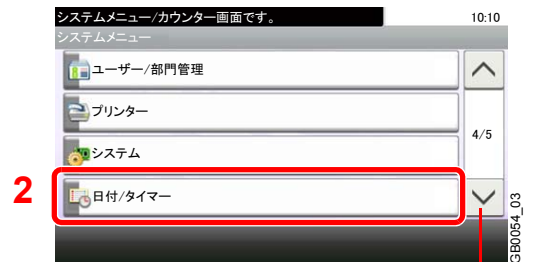 システムメニュー/カウンター画面です。
10:10
システムメニュー
ユーザー/部門管理
プリンター
4/5
システム
2
日付/タイマー
GB0054_03